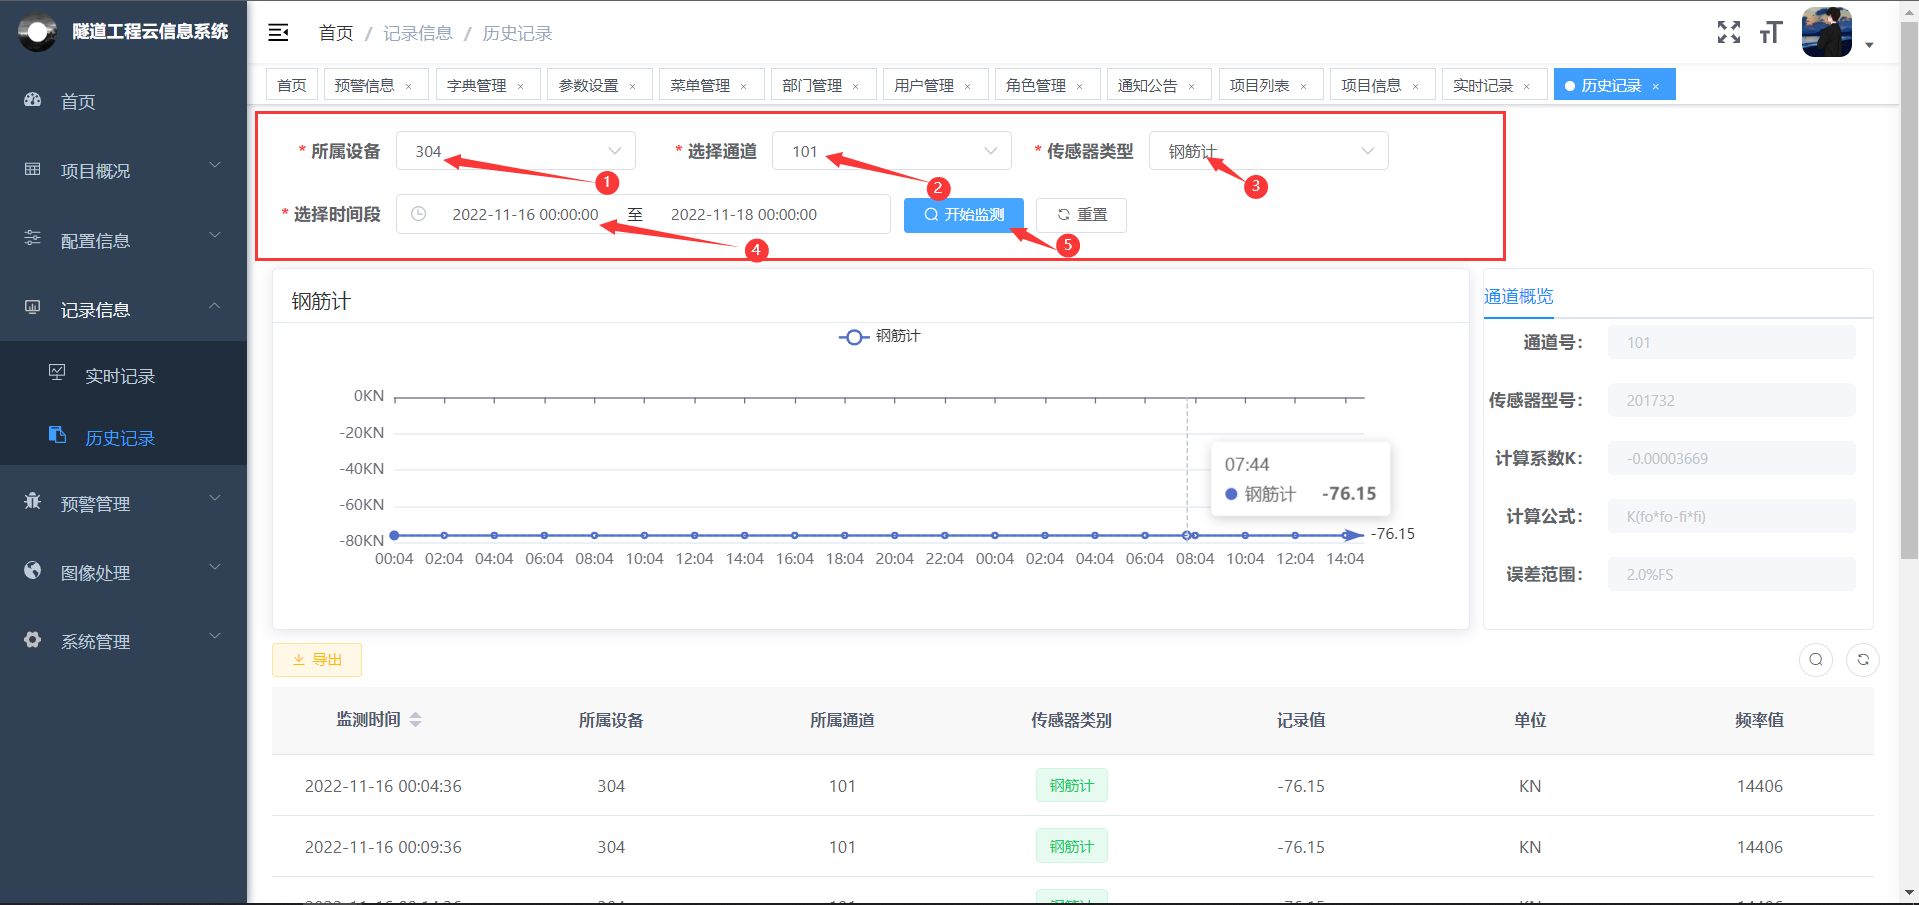 隧道工程云信息系统
首页 / 记录信息 / 历史记录
首页
预警信息 ×
字典管理 ×
参数设置 ×
菜单管理 ×
部门管理 ×
用户管理 ×
角色管理 ×
通知公告 ×
项目列表 ×
项目信息 ×
实时记录 ×
历史记录 ×
首页
项目概况
配置信息
记录信息
实时记录
历史记录
预警管理
图像处理
系统管理
* 所属设备 304
* 选择通道 101
* 传感器类型 钢筋计
1
2
3
* 选择时间段 2022-11-16 00:00:00 至 2022-11-18 00:00:00
开始监测
重置
4
5
钢筋计
钢筋计
0KN
-20KN
-40KN
-60KN
-80KN
00:04 02:04 04:04 06:04 08:04 10:04 12:04 14:04 16:04 18:04 20:04 22:04 00:04 02:04 04:04 06:04 08:04 10:04 12:04 14:04
07:44
钢筋计 -76.15
-76.15
通道概览
通道号： 101
传感器型号： 201732
计算系数K： -0.00003669
计算公式： K(fo*fo-fi*fi)
误差范围： 2.0%FS
导出
监测时间 所属设备 所属通道 传感器类别 记录值 单位 频率值
2022-11-16 00:04:36 304 101 钢筋计 -76.15 KN 14406
2022-11-16 00:09:36 304 101 钢筋计 -76.15 KN 14406